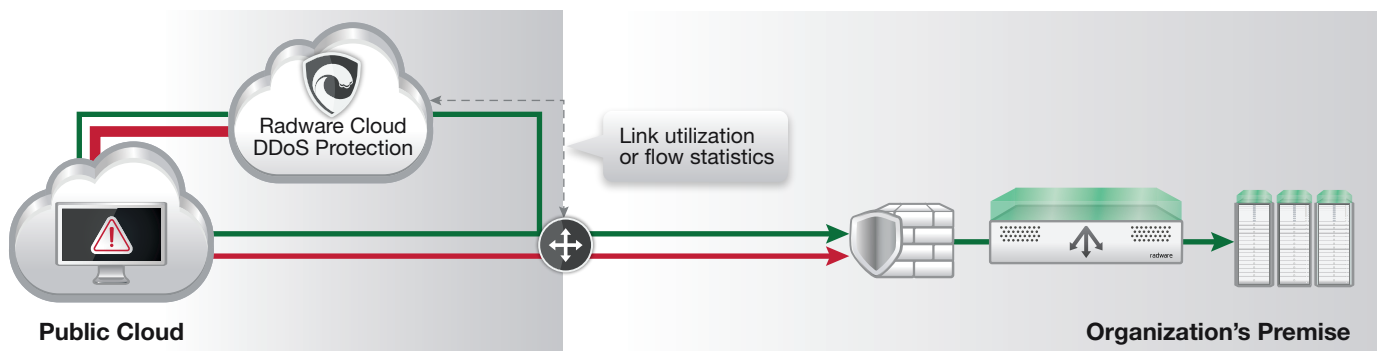 Radware Cloud
DDoS Protection
Link utilization
or flow statistics
radware
Public Cloud
Organization's Premise